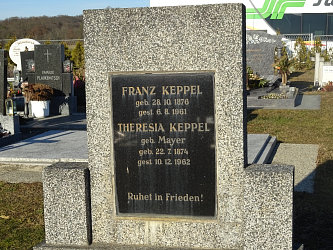 FRANZ KEPPEL
geb. 28. 10. 1876
gest. 6. 8. 1961
THERESIA KEPPEL
geb. Mayer
geb. 22. 7. 1874
gest. 10. 12. 1962
Ruhet in Frieden!
FAMILIE